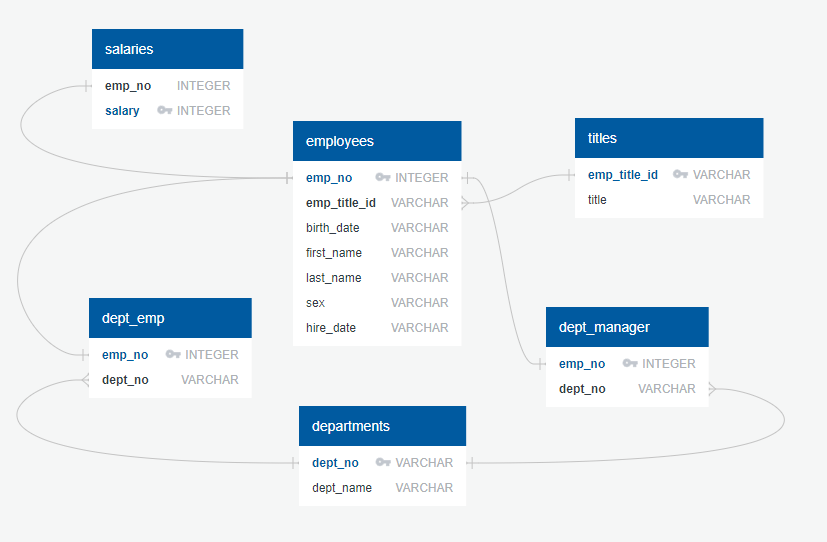 salaries
emp_no INTEGER
salary INTEGER
employees
emp_no INTEGER
emp_title_id VARCHAR
birth_date VARCHAR
first_name VARCHAR
last_name VARCHAR
sex VARCHAR
hire_date VARCHAR
titles
emp_title_id VARCHAR
title VARCHAR
dept_emp
emp_no INTEGER
dept_no VARCHAR
dept_manager
emp_no INTEGER
dept_no VARCHAR
departments
dept_no VARCHAR
dept_name VARCHAR